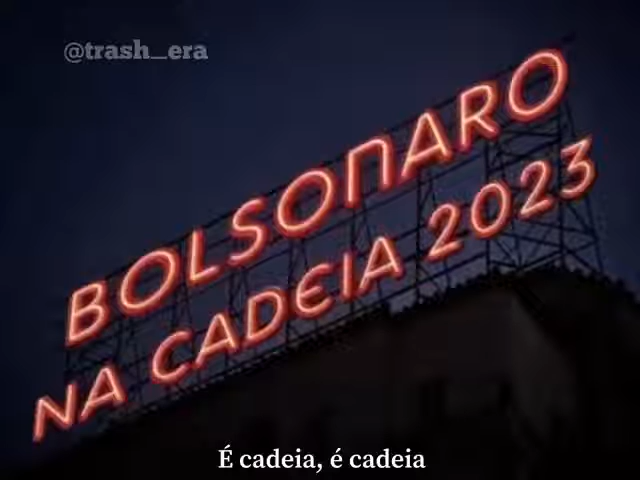 @trash_era
BOLSONARO
NA CADEIA 2023
É cadeia, é cadeia